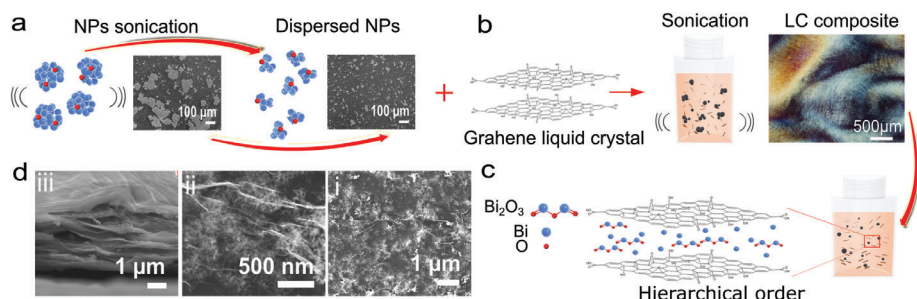 a
NPs sonication
Dispersed NPs
100 µm
100 µm
b
Sonication
LC composite
Grahene liquid crystal
500µm
c
Bi₂O₃
Bi
O
Hierarchical order
d
iii
1 µm
ii
500 nm
i
1 µm